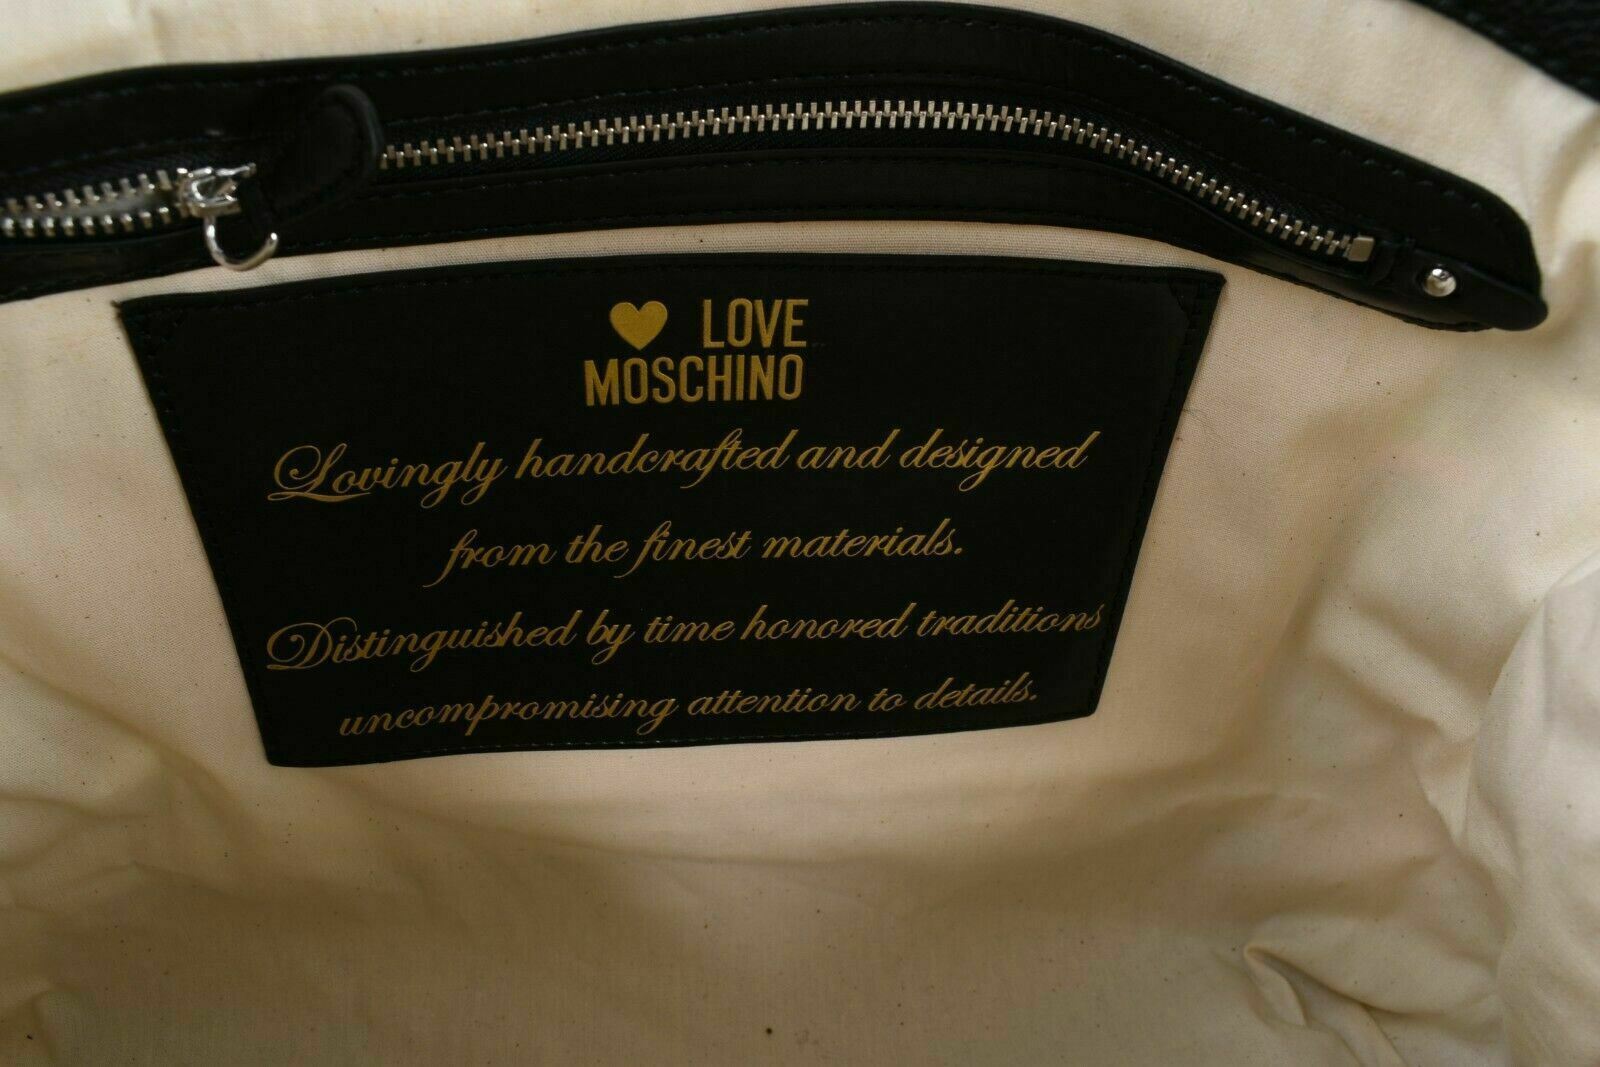 LOVE
MOSCHINO
Lovingly handcrafted and designed
from the finest materials.
Distinguished by time honored traditions
uncompromising attention to details.